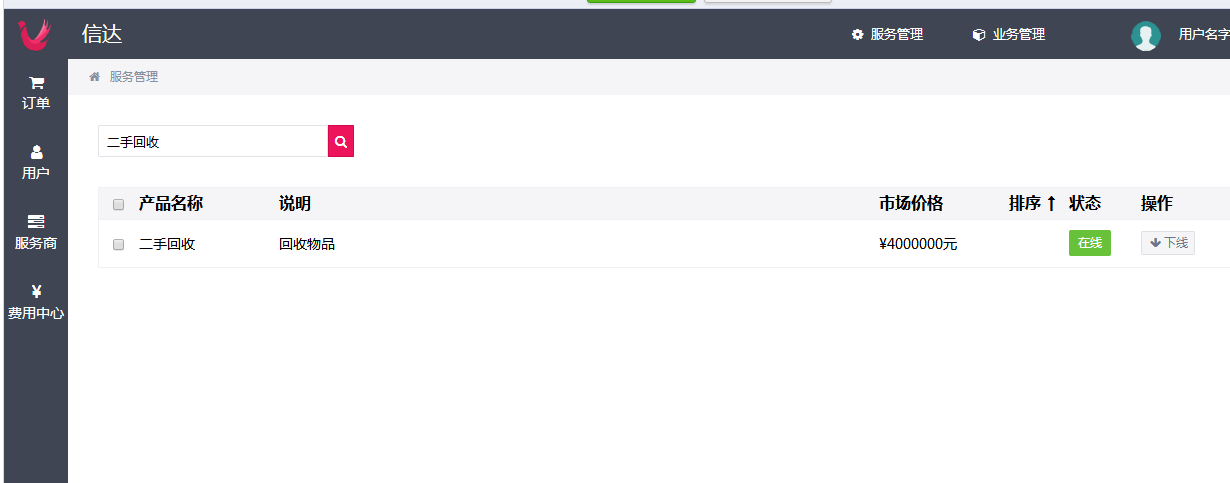 信达
服务管理
业务管理
用户名字
订单
用户
服务商
¥
费用中心
服务管理
二手回收
产品名称 说明 市场价格 排序 ↑ 状态 操作
二手回收 回收物品 ¥4000000元 在线 下线